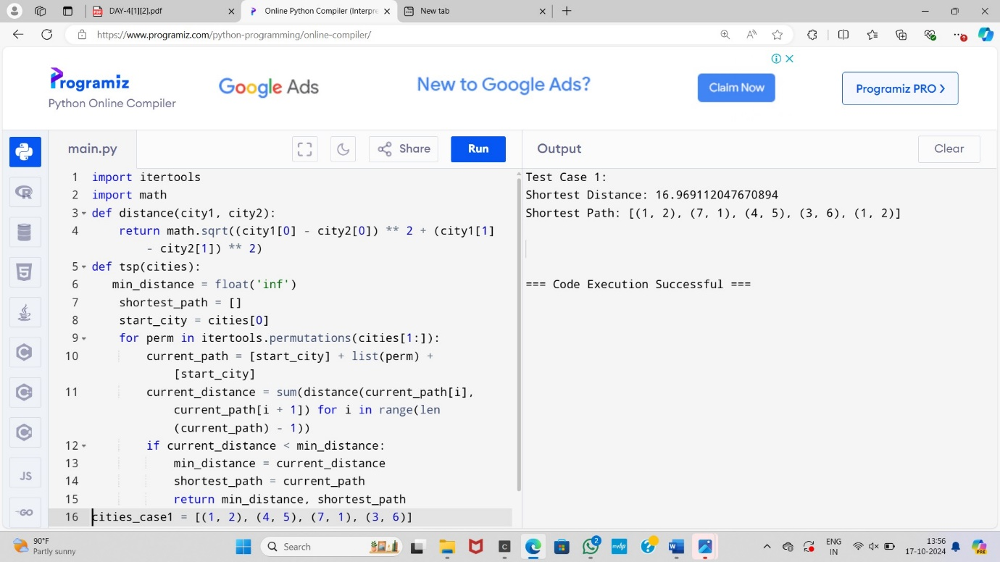 DAY-4[1][2].pdf
Online Python Compiler (Interpre
New tab
https://www.programiz.com/python-programming/online-compiler/
Programiz
Python Online Compiler
Google Ads
New to Google Ads?
Claim Now
Programiz PRO
main.py
Share
Run
Output
Clear
1 import itertools
2 import math
3 def distance(city1, city2):
4 return math.sqrt((city1[0] - city2[0]) ** 2 + (city1[1]
- city2[1]) ** 2)
5 def tsp(cities):
6 min_distance = float('inf')
7 shortest_path = []
8 start_city = cities[0]
9 for perm in itertools.permutations(cities[1:]):
10 current_path = [start_city] + list(perm) +
[start_city]
11 current_distance = sum(distance(current_path[i],
current_path[i + 1]) for i in range(len
(current_path) - 1))
12 if current_distance < min_distance:
13 min_distance = current_distance
14 shortest_path = current_path
15 return min_distance, shortest_path
16 cities_case1 = [(1, 2), (4, 5), (7, 1), (3, 6)]
Test Case 1:
Shortest Distance: 16.969112047670894
Shortest Path: [(1, 2), (7, 1), (4, 5), (3, 6), (1, 2)]
=== Code Execution Successful ===
JS
GO
90°F
Partly sunny
Search
C
myhp
2
ENG
IN
13:56
17-10-2024
PRE